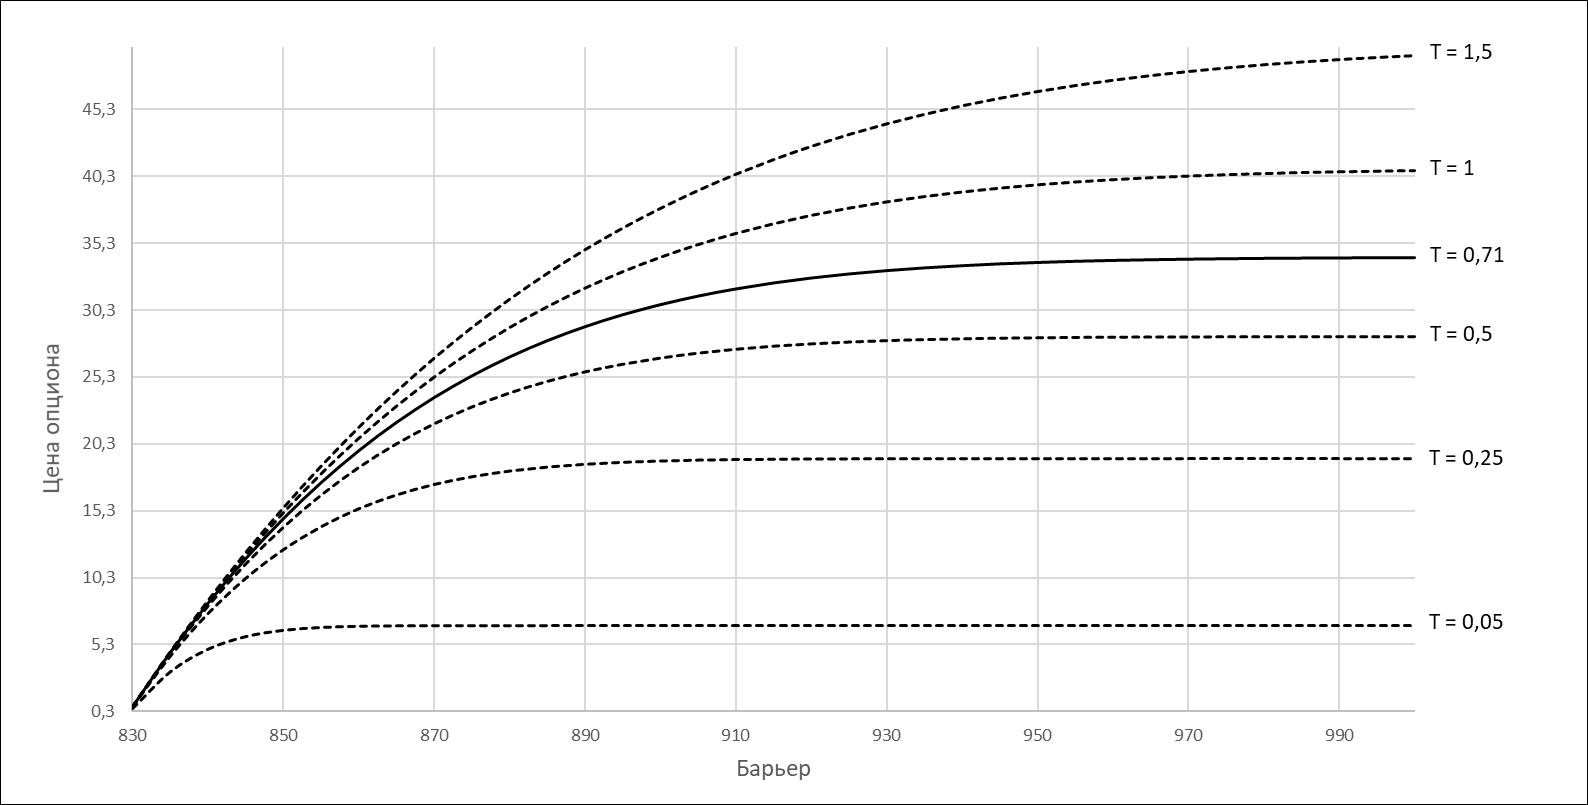 T = 1,5
45,3
T = 1
40,3
35,3
T = 0,71
30,3
T = 0,5
25,3
Цена опциона
20,3
T = 0,25
15,3
10,3
T = 0,05
5,3
0,3
830 850 870 890 910 930 950 970 990
Барьер